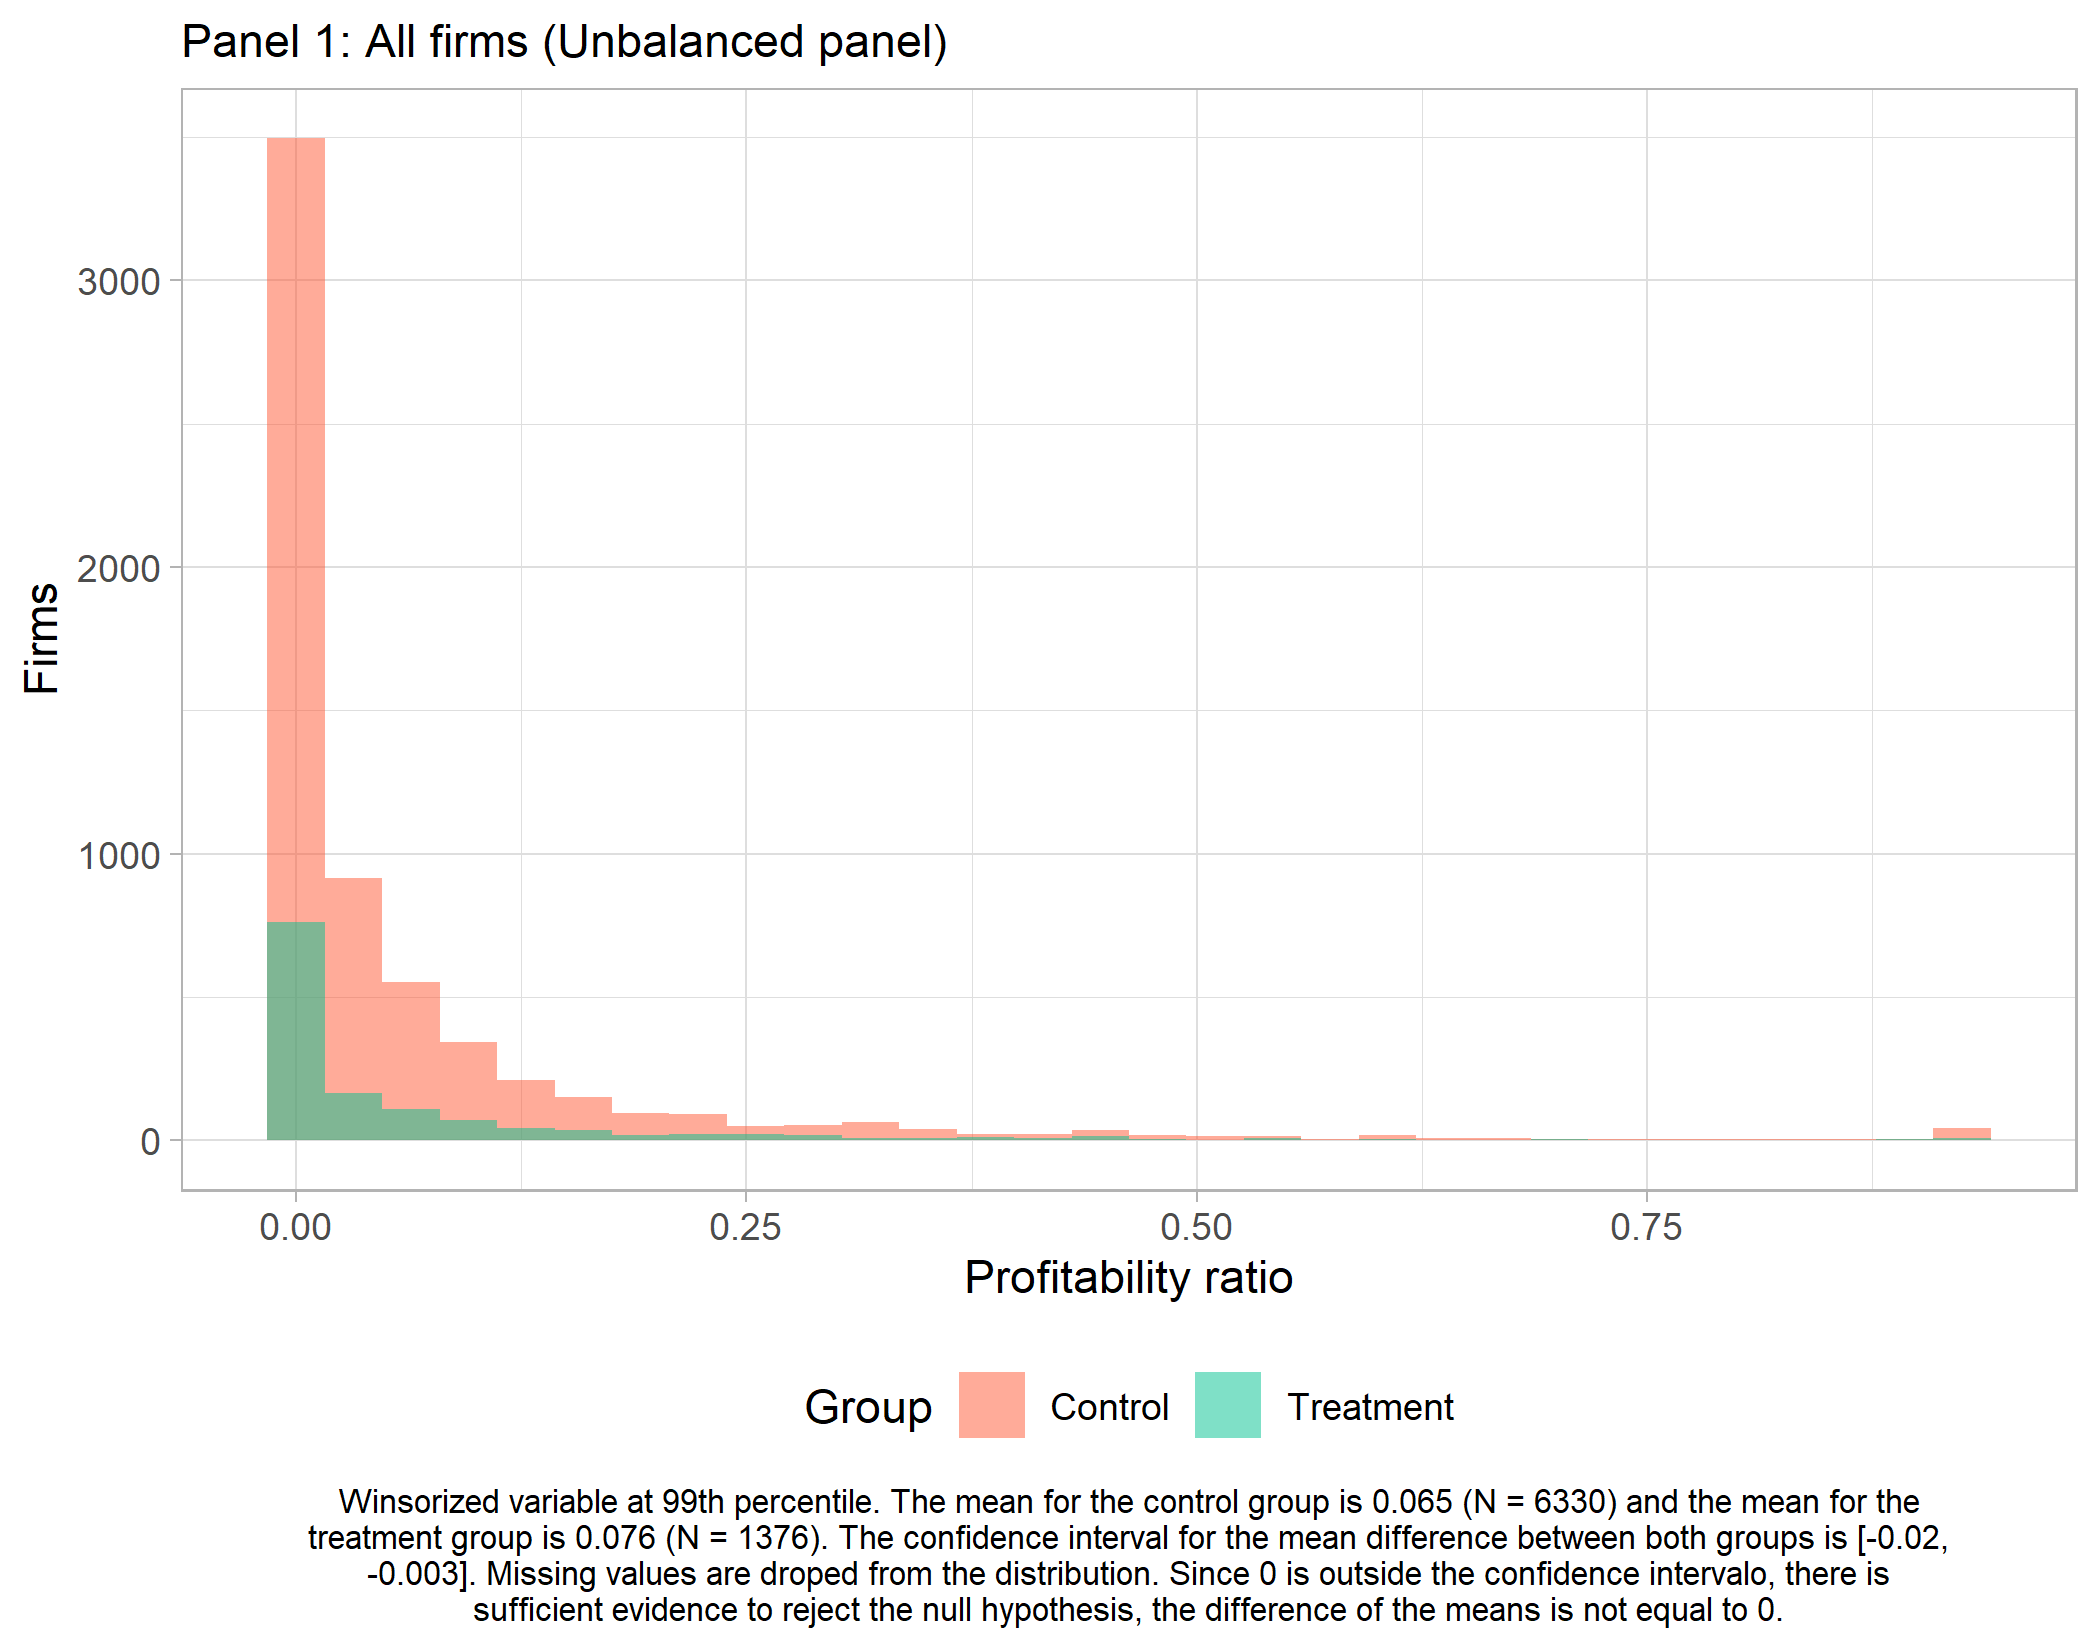 Panel 1: All firms (Unbalanced panel)
3000
2000
1000
0
Firms
0.00 0.25 0.50 0.75
Profitability ratio
Group Control Treatment
Winsorized variable at 99th percentile. The mean for the control group is 0.065 (N = 6330) and the mean for the
treatment group is 0.076 (N = 1376). The confidence interval for the mean difference between both groups is [-0.02,
-0.003]. Missing values are droped from the distribution. Since 0 is outside the confidence intervalo, there is
sufficient evidence to reject the null hypothesis, the difference of the means is not equal to 0.